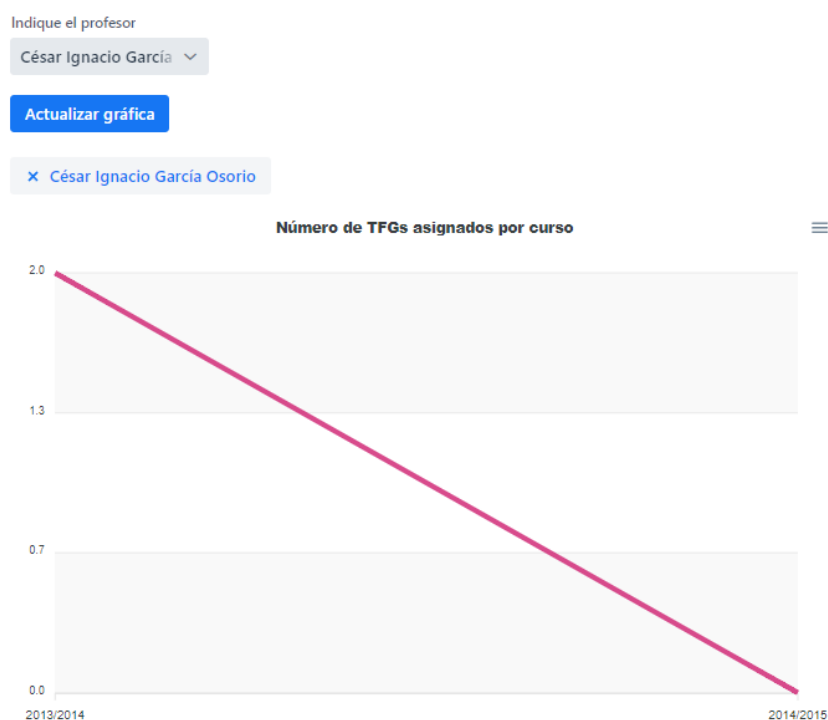 Indique el profesor
César Ignacio García
Actualizar gráfica
× César Ignacio García Osorio
Número de TFGs asignados por curso
2.0
1.3
0.7
0.0
2013/2014 2014/2015